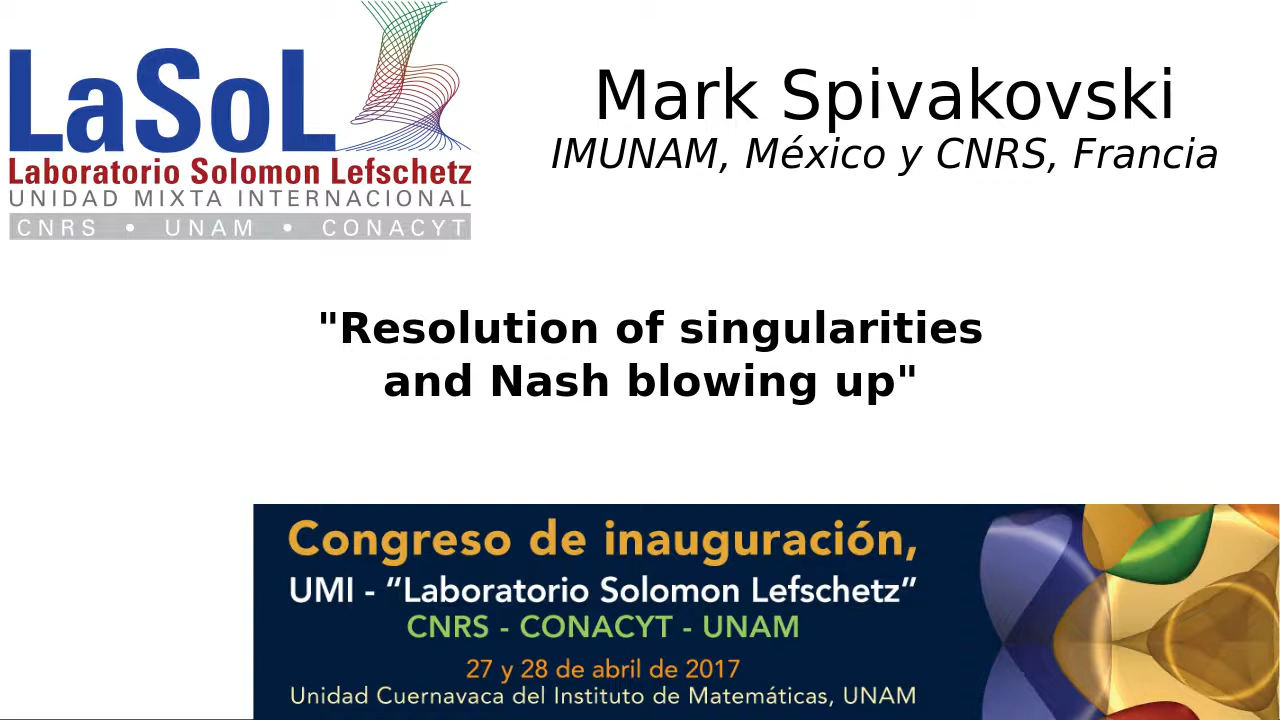 LaSoL
Laboratorio Solomon Lefschetz
UNIDAD MIXTA INTERNACIONAL
CNRS • UNAM • CONACYT
Mark Spivakovski
IMUNAM, México y CNRS, Francia
"Resolution of singularities
and Nash blowing up"
Congreso de inauguración,
UMI - “Laboratorio Solomon Lefschetz”
CNRS - CONACYT - UNAM
27 y 28 de abril de 2017
Unidad Cuernavaca del Instituto de Matemáticas, UNAM